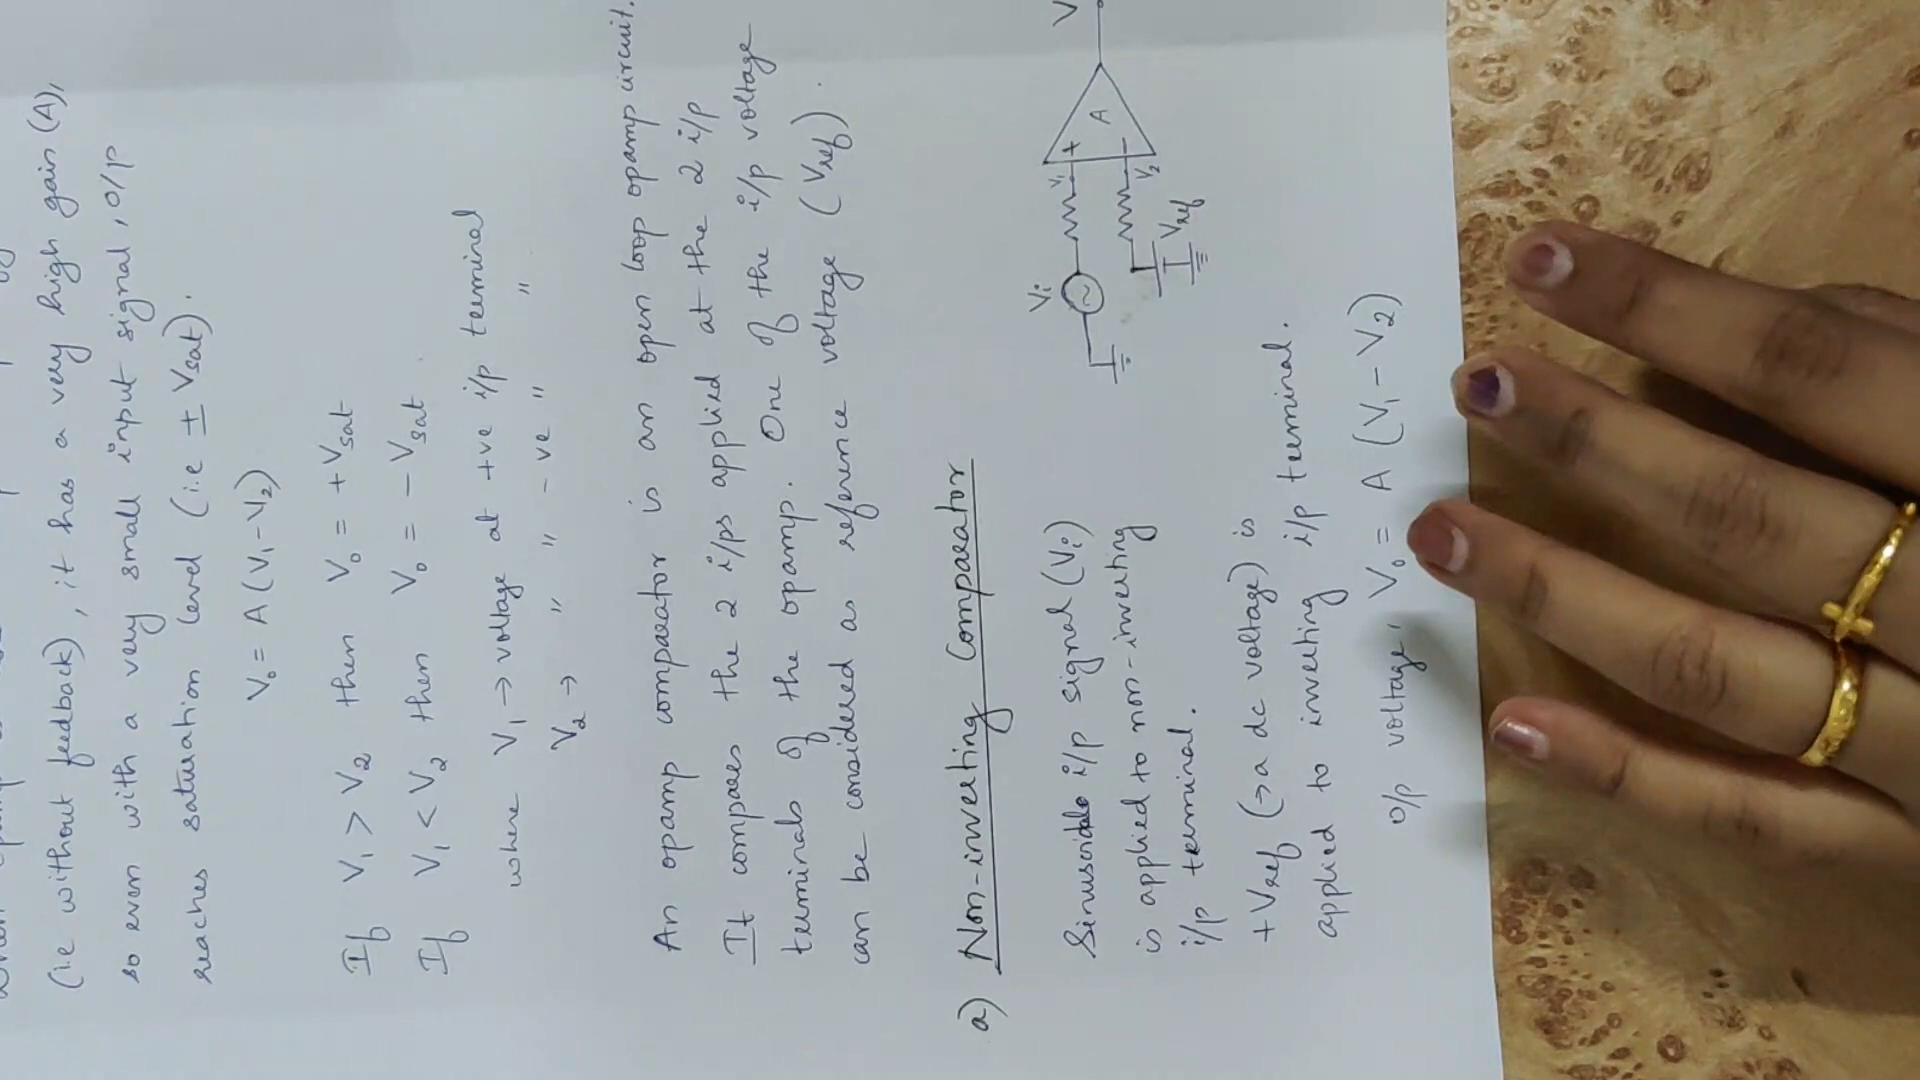 (i.e without feedback), it has a very high gain (A),
so even with a very small input signal, o/p
reaches saturation level (i.e ± Vsat).
V₀ = A (V₁ - V₂)
If V₁ > V₂ then V₀ = + Vsat
If V₁ < V₂ then V₀ = - Vsat
where V₁ → voltage at +ve i/p terminal
V₂ → " " -ve " "
An opamp comparator is an open loop opamp circuit.
It compares the 2 i/ps applied at the 2 i/p
terminals of the opamp. One of the i/p voltage
can be considered as reference voltage (Vref).
a) Non-inverting Comparator
Sinusoidal i/p signal (Vi)
is applied to non-inverting
i/p terminal.
+ Vref (→ a dc voltage) is
applied to inverting i/p terminal.
o/p voltage, V₀ = A (V₁ - V₂)
Vi
V₁
+
A
V
-
V₂
Vref